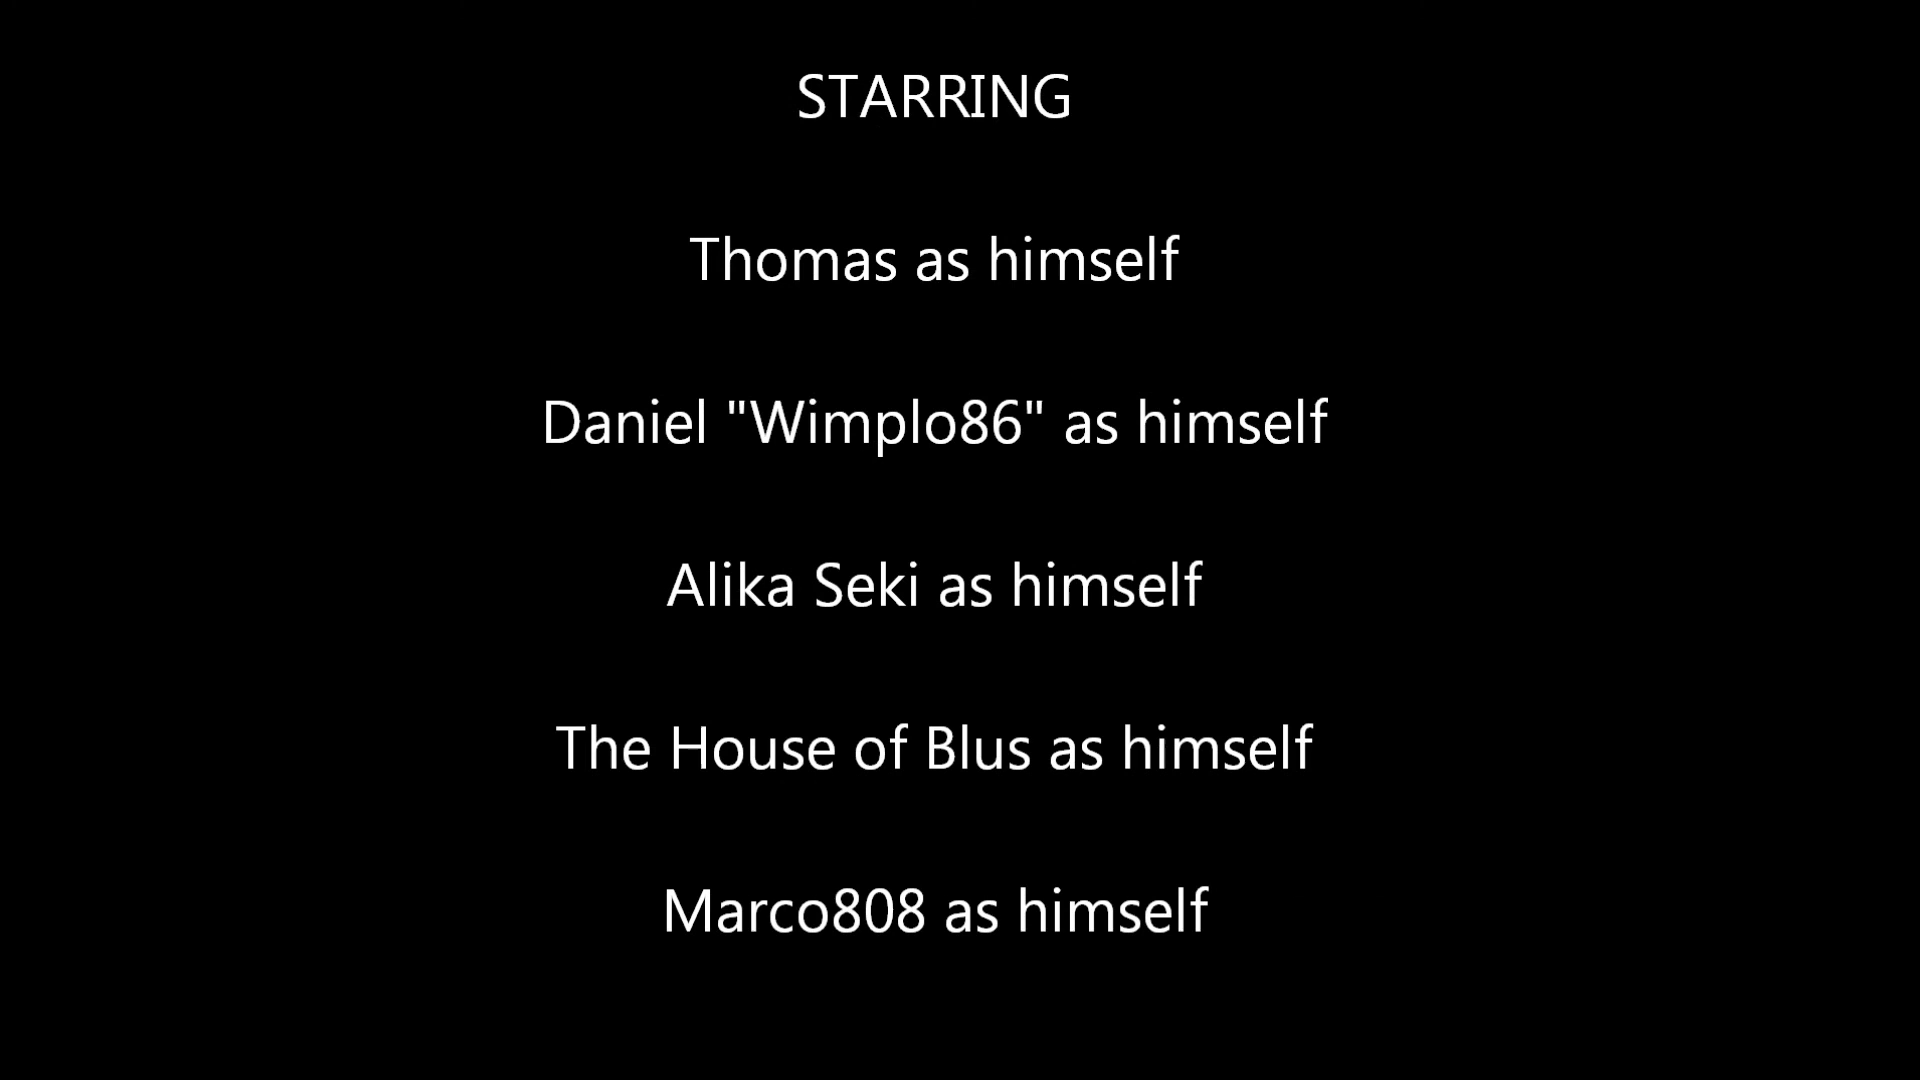 STARRING
Thomas as himself
Daniel "Wimplo86" as himself
Alika Seki as himself
The House of Blus as himself
Marco808 as himself